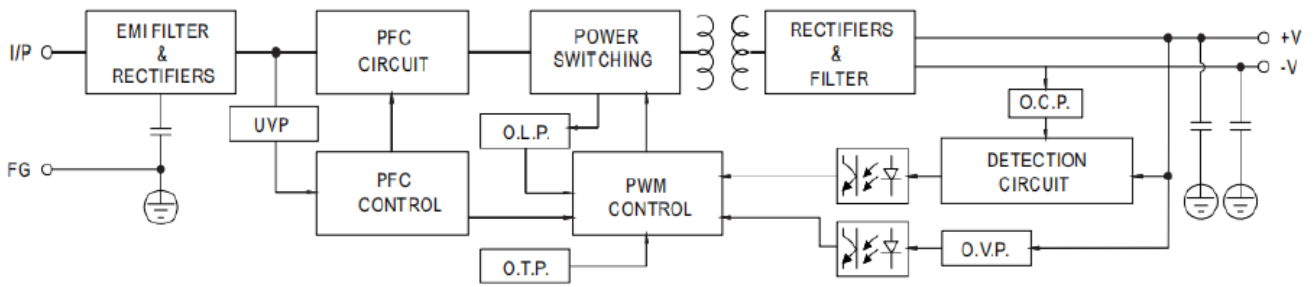 I/P
EMI FILTER
&
RECTIFIERS
PFC
CIRCUIT
POWER
SWITCHING
RECTIFIERS
&
FILTER
+V
-V
UVP
O.L.P.
O.C.P.
FG
PFC
CONTROL
PWM
CONTROL
DETECTION
CIRCUIT
O.T.P.
O.V.P.